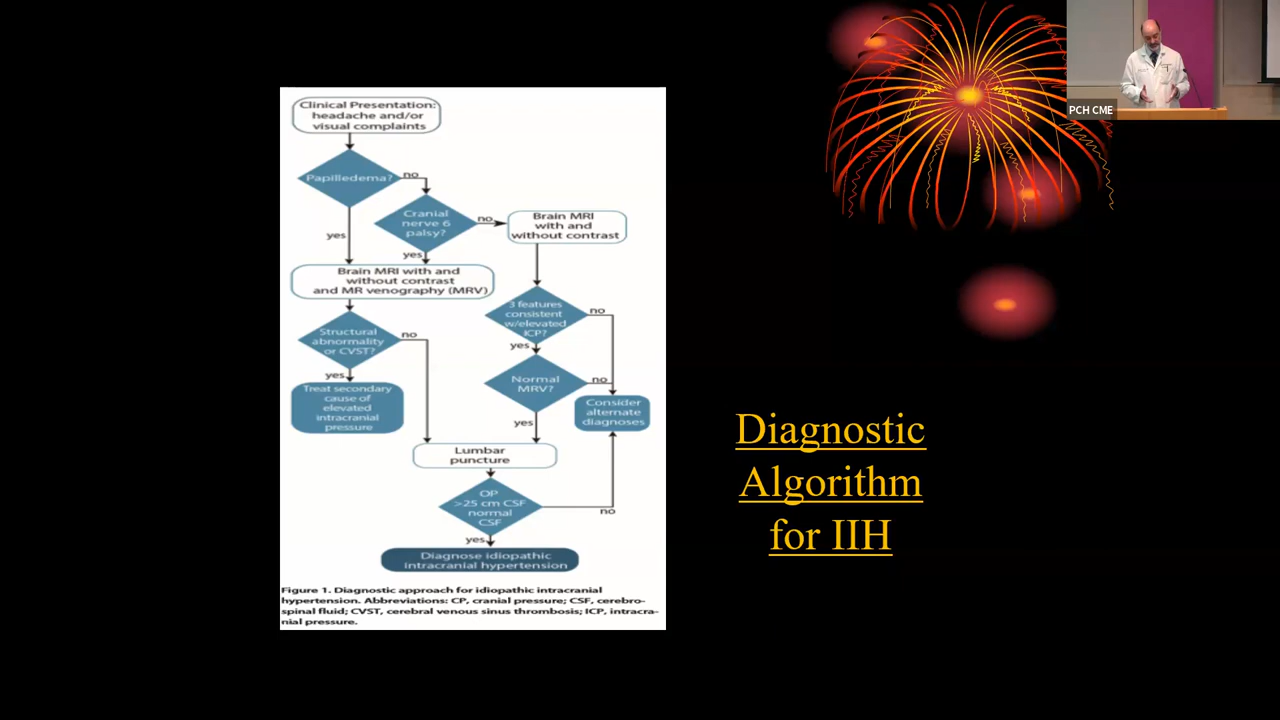 Clinical Presentation:
headache and/or
visual complaints
Papilledema?
no
Cranial
nerve 6
palsy?
no
Brain MRI
with and
without contrast
yes
yes
Brain MRI with and
without contrast
and MR venography (MRV)
3 features
consistent
w/elevated
ICP?
no
Structural
abnormality
or CVST?
no
yes
yes
Treat secondary
cause of
elevated
intracranial
pressure
Normal
MRV?
no
Consider
alternate
diagnoses
yes
Lumbar
puncture
OP
>25 cm CSF
normal
CSF
no
yes
Diagnose idiopathic
intracranial hypertension
Figure 1. Diagnostic approach for idiopathic intracranial
hypertension. Abbreviations: CP, cranial pressure; CSF, cerebro-
spinal fluid; CVST, cerebral venous sinus thrombosis; ICP, intracra-
nial pressure.
Diagnostic
Algorithm
for IIH
PCH CME